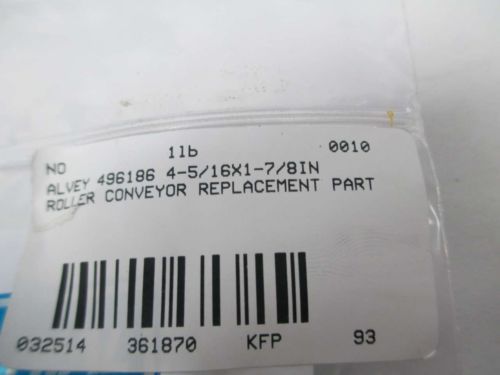 NO 1lb 0010
ALVEY 496186 4-5/16X1-7/8IN
ROLLER CONVEYOR REPLACEMENT PART
032514 361870 KFP 93